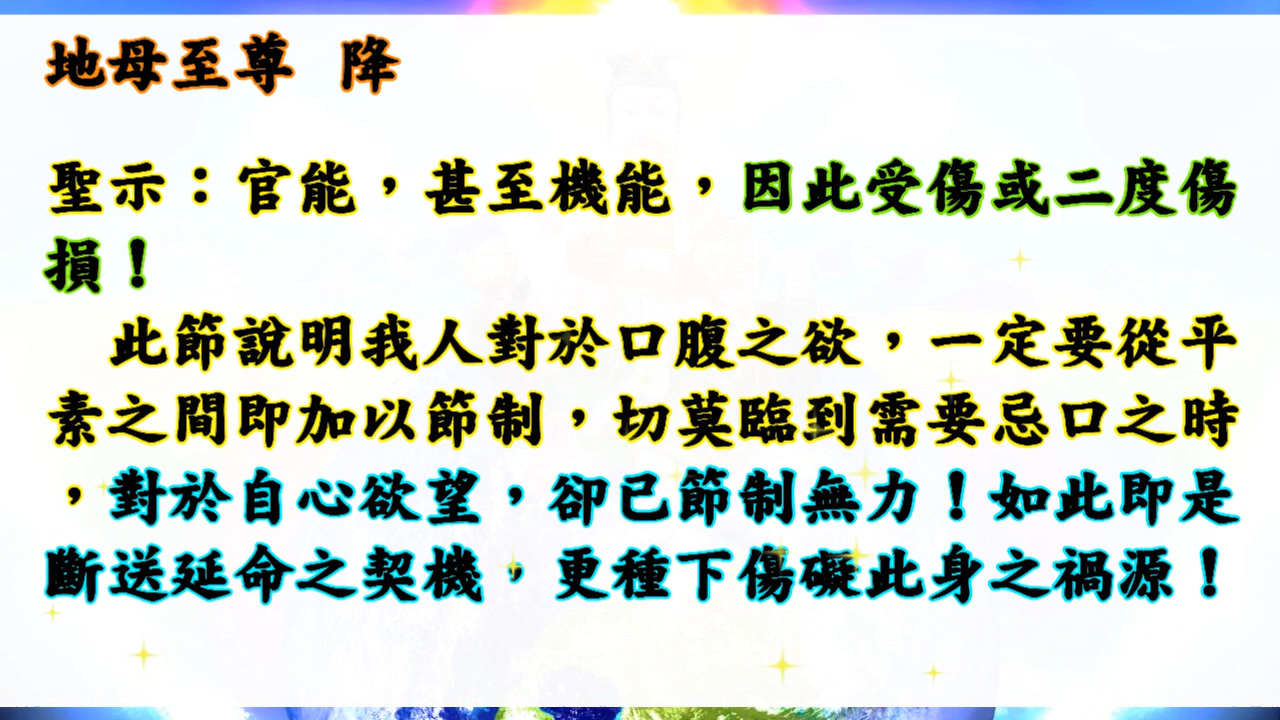 地母至尊 降
聖示：官能，甚至機能，因此受傷或二度傷
損！
此節說明我人對於口腹之欲，一定要從平
素之間即加以節制，切莫臨到需要忌口之時
，對於自心欲望，卻已節制無力！如此即是
斷送延命之契機，更種下傷礙此身之禍源！